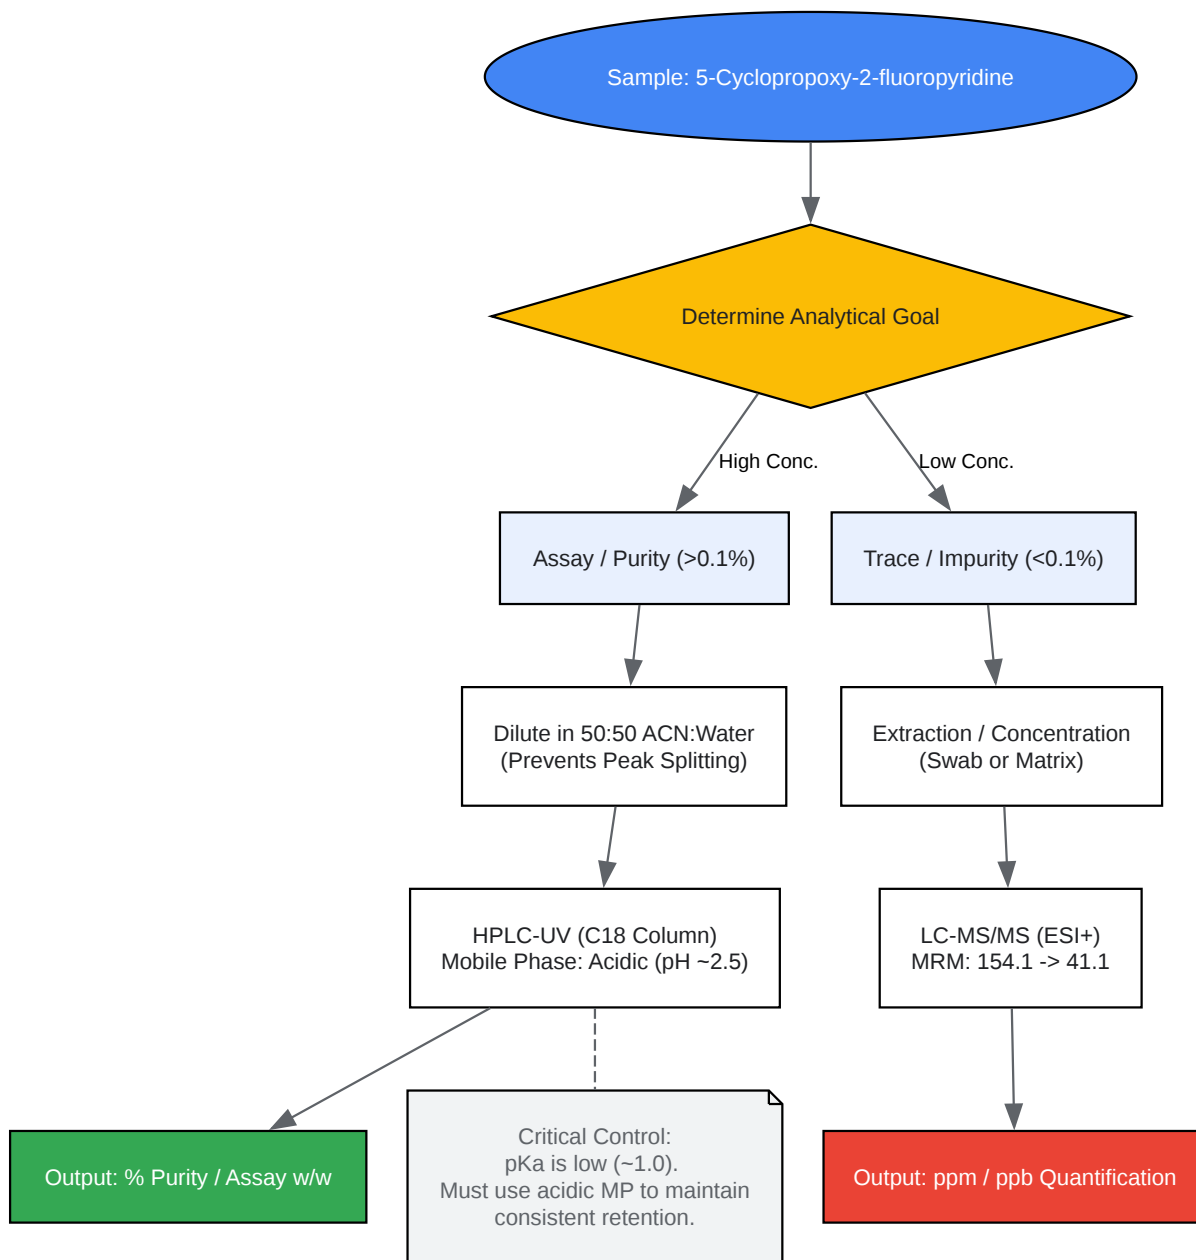 Sample: 5-Cyclopropoxy-2-fluoropyridine
Determine Analytical Goal
High Conc.
Low Conc.
Assay / Purity (>0.1%)
Trace / Impurity (<0.1%)
Dilute in 50:50 ACN:Water
(Prevents Peak Splitting)
Extraction / Concentration
(Swab or Matrix)
HPLC-UV (C18 Column)
Mobile Phase: Acidic (pH ~2.5)
LC-MS/MS (ESI+)
MRM: 154.1 -> 41.1
Output: % Purity / Assay w/w
Critical Control:
pKa is low (~1.0).
Must use acidic MP to maintain
consistent retention.
Output: ppm / ppb Quantification